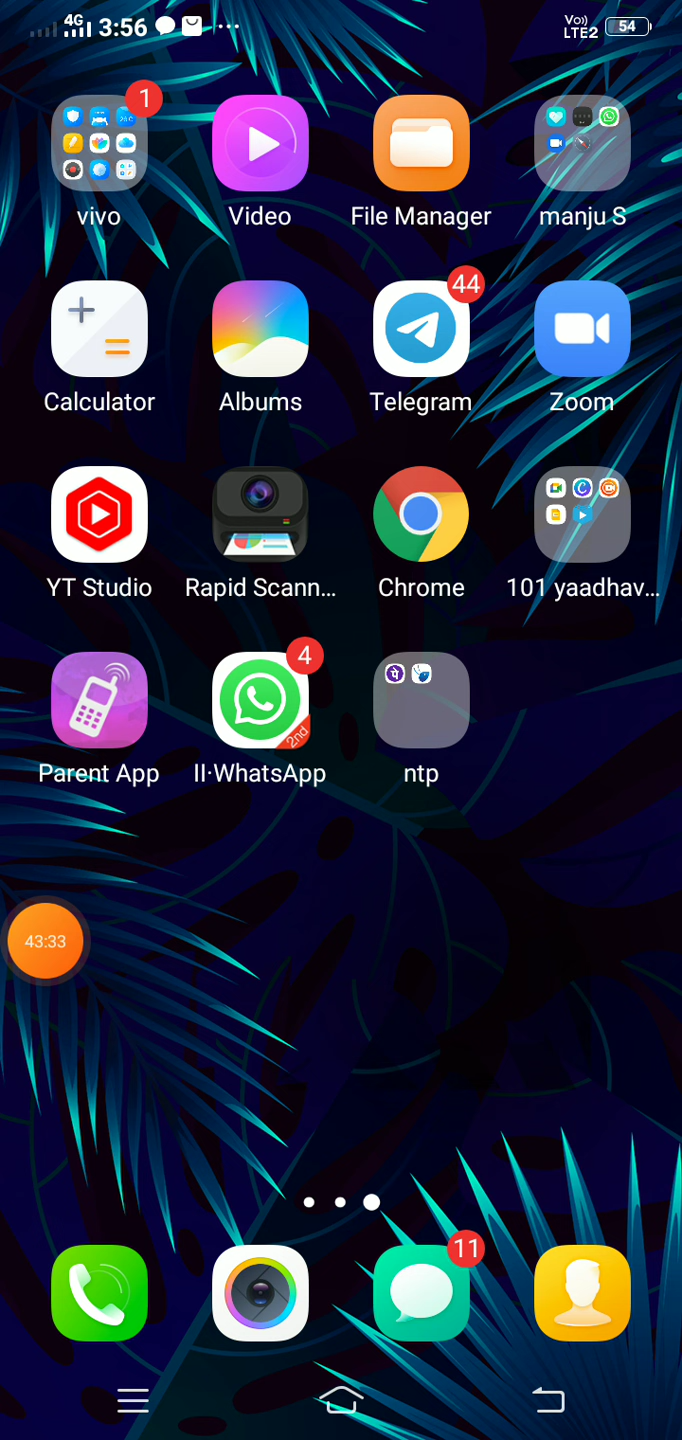 4G 3:56 Vo) LTE2 54
1
vivo Video File Manager manju S
44
Calculator Albums Telegram Zoom
YT Studio Rapid Scann... Chrome 101 yaadhav...
4
2nd
Parent App II·WhatsApp ntp
43:33
11